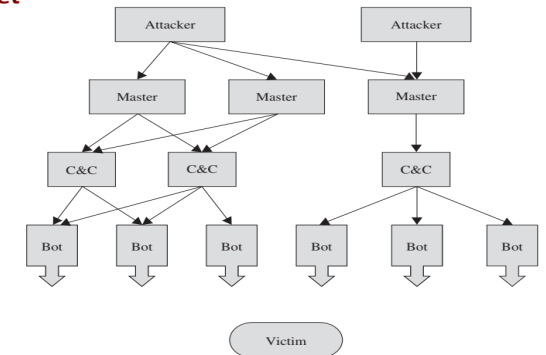 Attacker Attacker
Master Master Master
C&C C&C C&C
Bot Bot Bot Bot Bot Bot
Victim